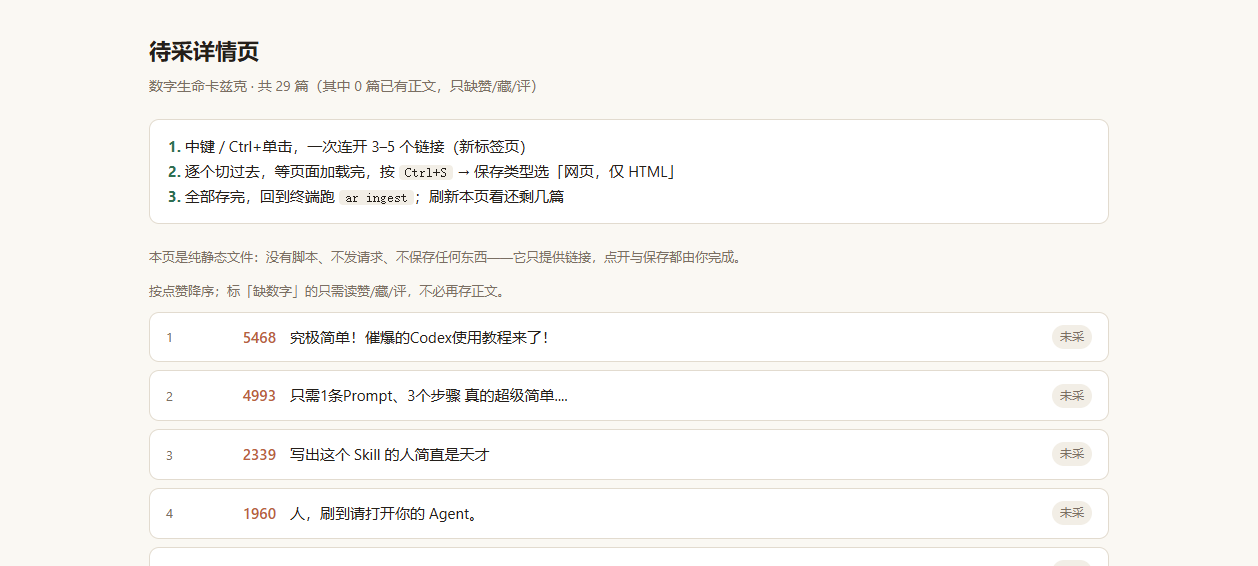 待采详情页
数字生命卡兹克 · 共 29 篇（其中 0 篇已有正文，只缺赞/藏/评）
1. 中键 / Ctrl+单击，一次连开 3–5 个链接（新标签页）
2. 逐个切过去，等页面加载完，按 Ctrl+S → 保存类型选「网页，仅 HTML」
3. 全部存完，回到终端跑 ar ingest；刷新本页看还剩几篇
本页是纯静态文件：没有脚本、不发请求、不保存任何东西——它只提供链接，点开与保存都由你完成。
按点赞降序；标「缺数字」的只需读赞/藏/评，不必再存正文。
1 5468 究极简单！催爆的Codex使用教程来了！ 未采
2 4993 只需1条Prompt、3个步骤 真的超级简单.... 未采
3 2339 写出这个 Skill 的人简直是天才 未采
4 1960 人，刷到请打开你的 Agent。 未采